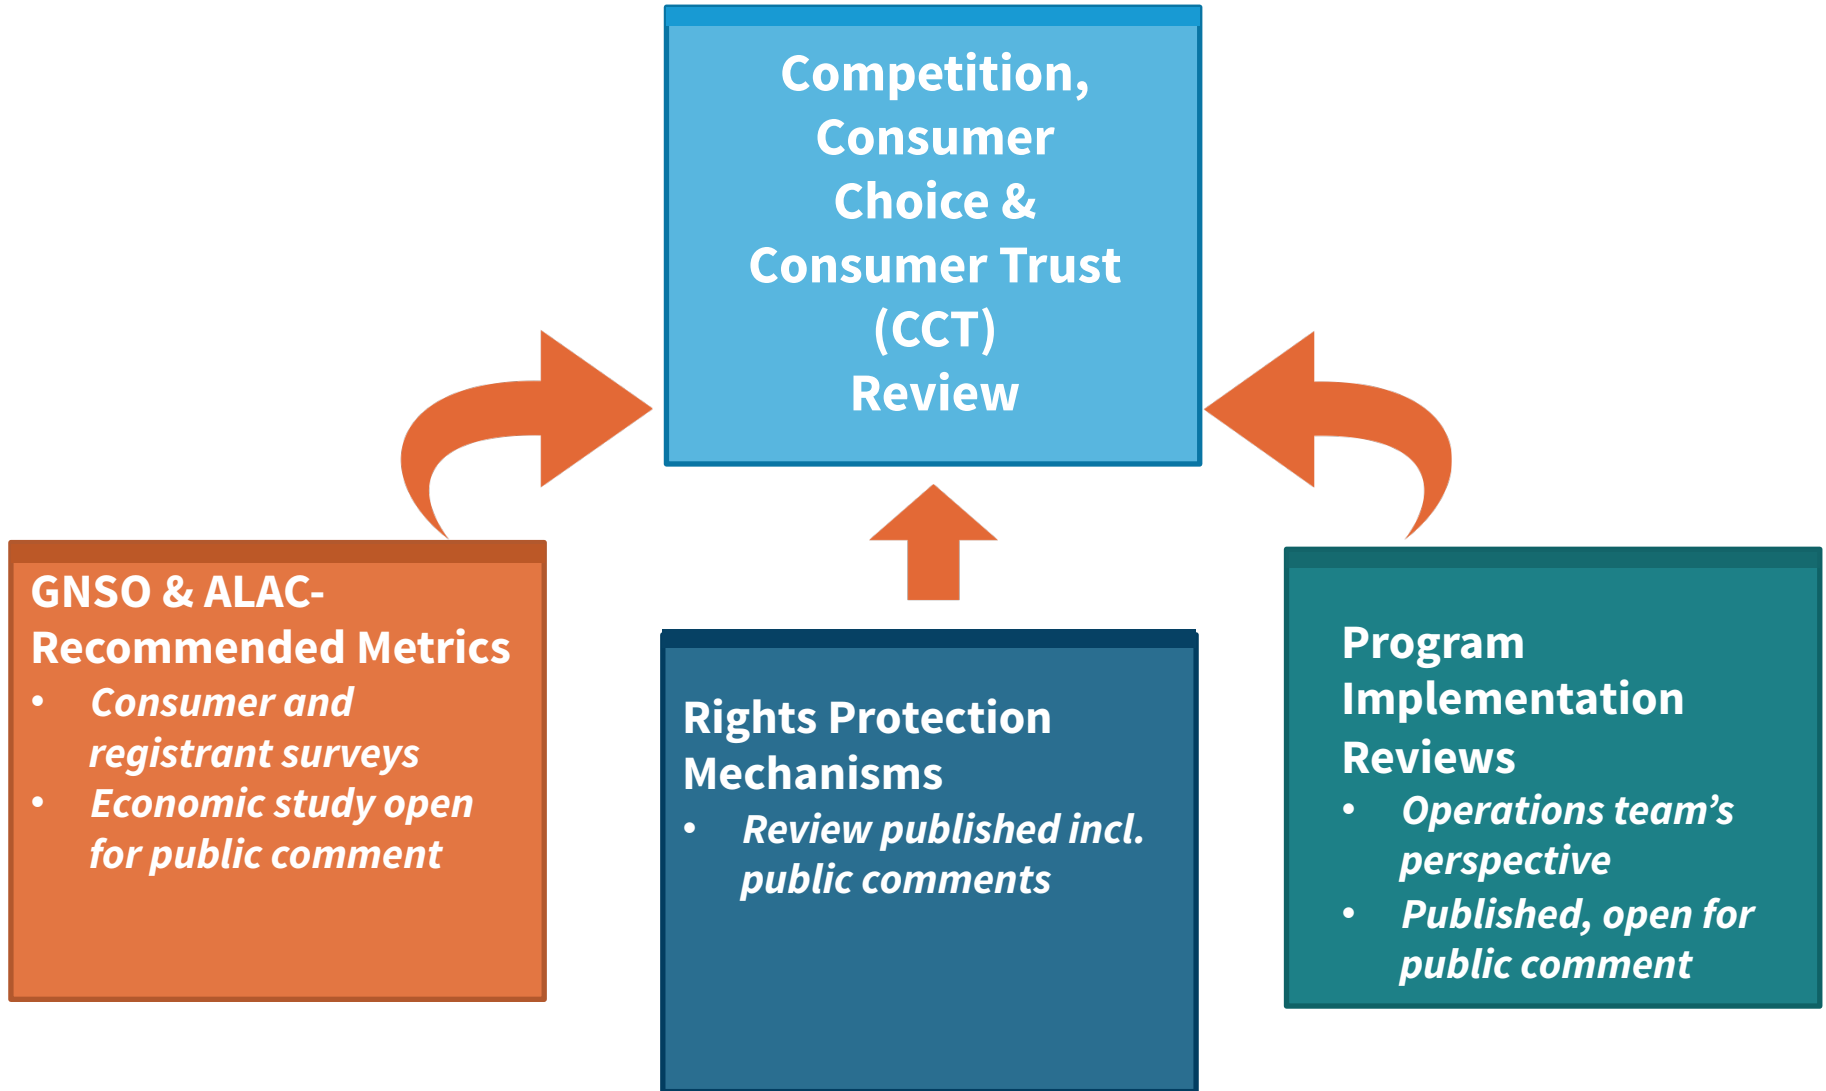 Competition,
Consumer
Choice &
Consumer Trust
(CCT)
Review
GNSO & ALAC-
Recommended Metrics
• Consumer and
registrant surveys
• Economic study open
for public comment
Rights Protection
Mechanisms
• Review published incl.
public comments
Program
Implementation
Reviews
• Operations team’s
perspective
• Published, open for
public comment